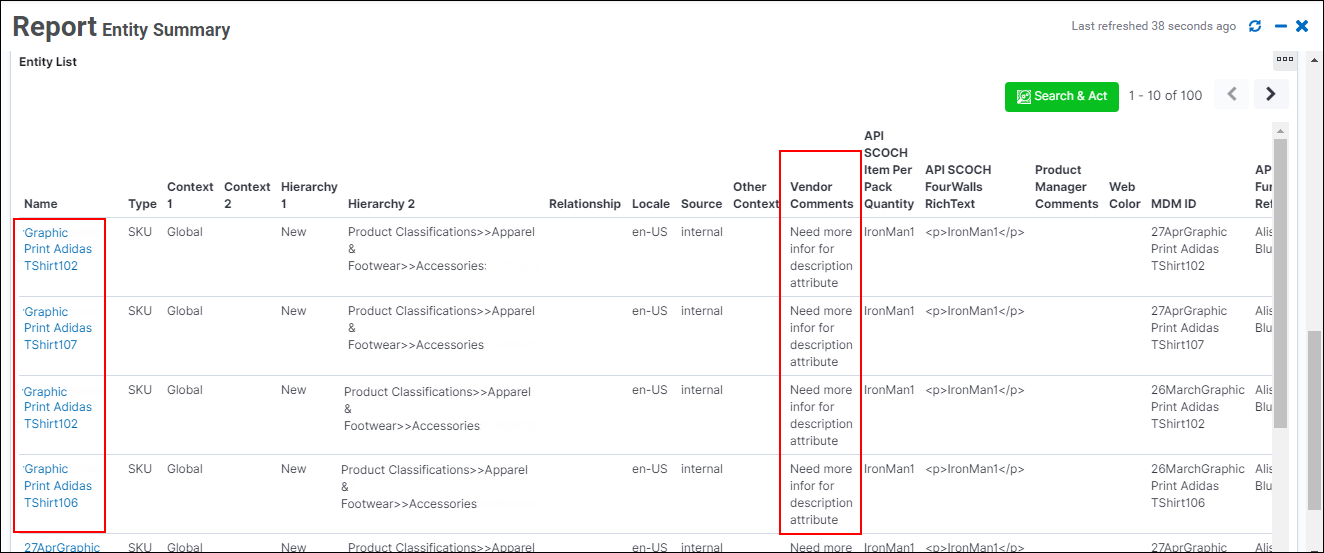 Report Entity Summary
Last refreshed 38 seconds ago
Entity List
Search & Act
1 - 10 of 100
Name
Type
Context 1
Context 2
Hierarchy 1
Hierarchy 2
Relationship
Locale
Source
Other Context
Vendor Comments
API SCOCH Item Per Pack Quantity
API SCOCH FourWalls RichText
Product Manager Comments
Web Color
MDM ID
AP
Fur
Ref
Graphic
Print Adidas
TShirt102
SKU
Global
New
Product Classifications>>Apparel
&
Footwear>>Accessories:
en-US
internal
Need more
infor for
description
attribute
IronMan1
<p>IronMan1</p>
27AprGraphic
Print Adidas
TShirt102
Alis
Blu
Graphic
Print Adidas
TShirt107
SKU
Global
New
Product Classifications>>Apparel
&
Footwear>>Accessories
en-US
internal
Need more
infor for
description
attribute
IronMan1
<p>IronMan1</p>
27AprGraphic
Print Adidas
TShirt107
Alis
Blu
Graphic
Print Adidas
TShirt102
SKU
Global
New
Product Classifications>>Apparel
&
Footwear>>Accessories
en-US
internal
Need more
infor for
description
attribute
IronMan1
<p>IronMan1</p>
26MarchGraphic
Print Adidas
TShirt102
Alis
Blu
Graphic
Print Adidas
TShirt106
SKU
Global
New
Product Classifications>>Apparel
&
Footwear>>Accessories
en-US
internal
Need more
infor for
description
attribute
IronMan1
<p>IronMan1</p>
26MarchGraphic
Print Adidas
TShirt106
Alis
Blu
27AprGraphic
SKU
Global
New
Product Classifications>>Apparel
en-US
internal
Need more
IronMan1
<p>IronMan1</p>
27AprGraphic
Alis